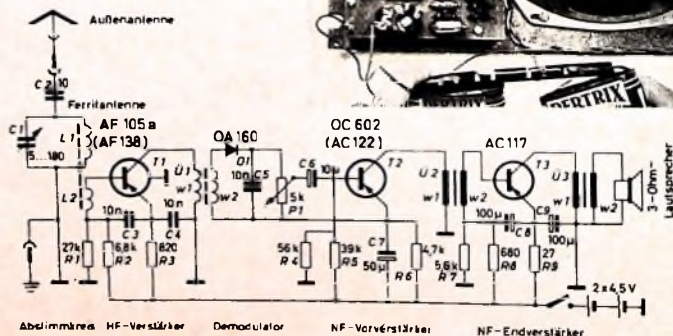 Außenantenne
C2 10
Ferritantenne
C1
5...180
L1
L2
AF 105a
(AF 138)
T1
OA 160
Ü1
w1
w2
D1
10n C5
5k
P1
C6
10µ
OC 602
(AC 122)
T2
Ü2
w1
w2
AC 117
T3
Ü3
w1
w2
3-Ohm-
Lautsprecher
10n
C3
10n
C4
27k
R1
6,8k
R2
820
R3
56k
R4
39k
R5
C7
50µ
4,7k
R6
5,6k
R7
100µ
C8
680
R8
C9
100µ
27
R9
2x4,5V
Abstimmkreis HF-Verstärker Demodulator NF-Vorverstärker NF-Endverstärker
PERTRIX
PERTRIX